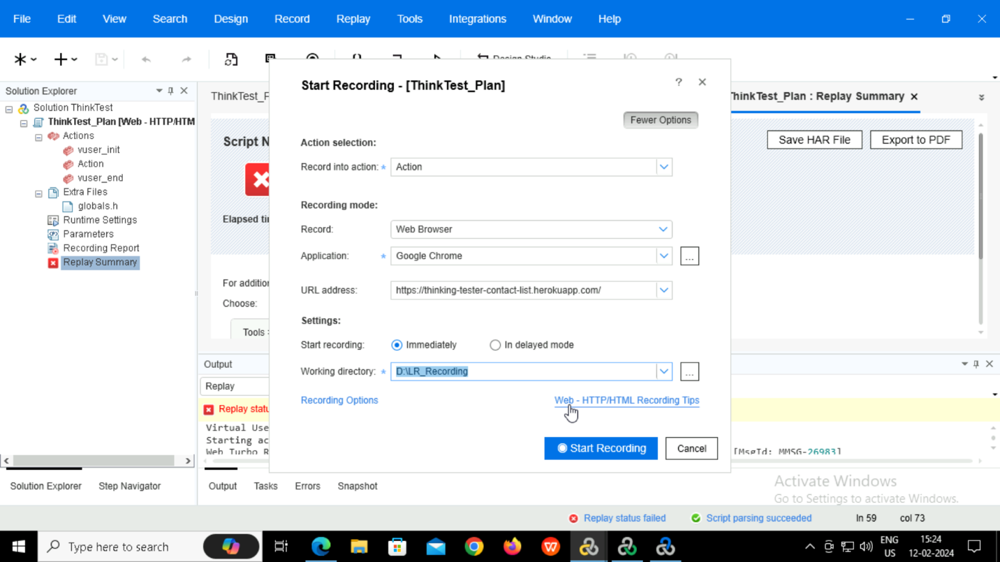 File Edit View Search Design Record Replay Tools Integrations Window Help
Design Studio
Solution Explorer
Solution ThinkTest
ThinkTest_Plan [Web - HTTP/HTM
Actions
vuser_init
Action
vuser_end
Extra Files
globals.h
Runtime Settings
Parameters
Recording Report
Replay Summary
ThinkTest_P
ThinkTest_Plan : Replay Summary
Script N
Save HAR File
Export to PDF
Elapsed ti
For addition
Choose:
Tools
Start Recording - [ThinkTest_Plan]
?
Fewer Options
Action selection:
Record into action: * Action
Recording mode:
Record: Web Browser
Application: * Google Chrome ...
URL address: https://thinking-tester-contact-list.herokuapp.com/
Settings:
Start recording: Immediately In delayed mode
Working directory: * D:\LR_Recording ...
Recording Options
Web - HTTP/HTML Recording Tips
Start Recording
Cancel
Output
Replay
Replay statu
Virtual Use
Starting ac
Web Turbo R
[MsgId: MMSG-26983]
Solution Explorer Step Navigator
Output Tasks Errors Snapshot
Activate Windows
Go to Settings to activate Windows.
Replay status failed
Script parsing succeeded
ln 59
col 73
Type here to search
ENG
US
15:24
12-02-2024